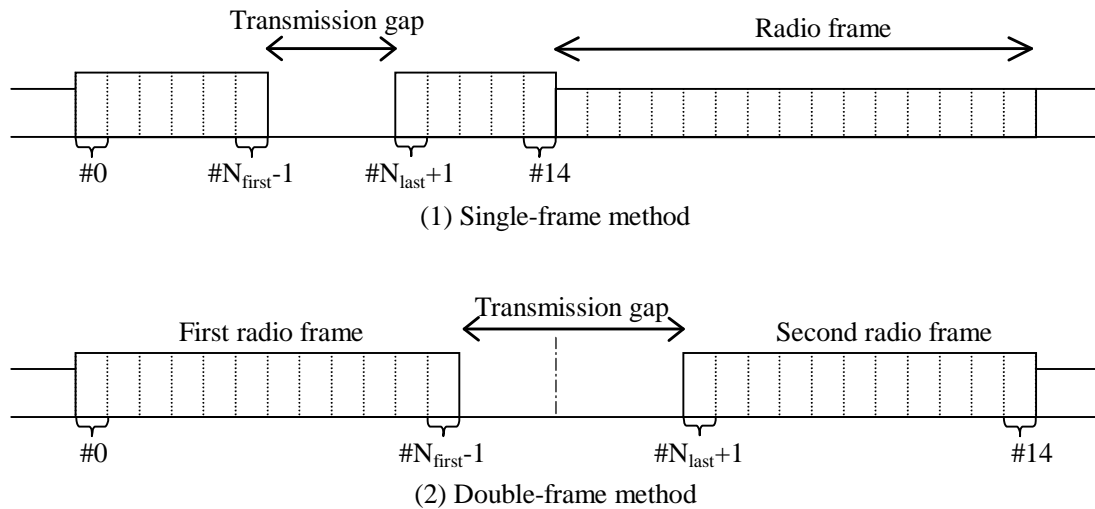 Transmission gap
Radio frame
#0
#Nfirst-1
#Nlast+1
#14
(1) Single-frame method
Transmission gap
First radio frame
Second radio frame
#0
#Nfirst-1
#Nlast+1
#14
(2) Double-frame method